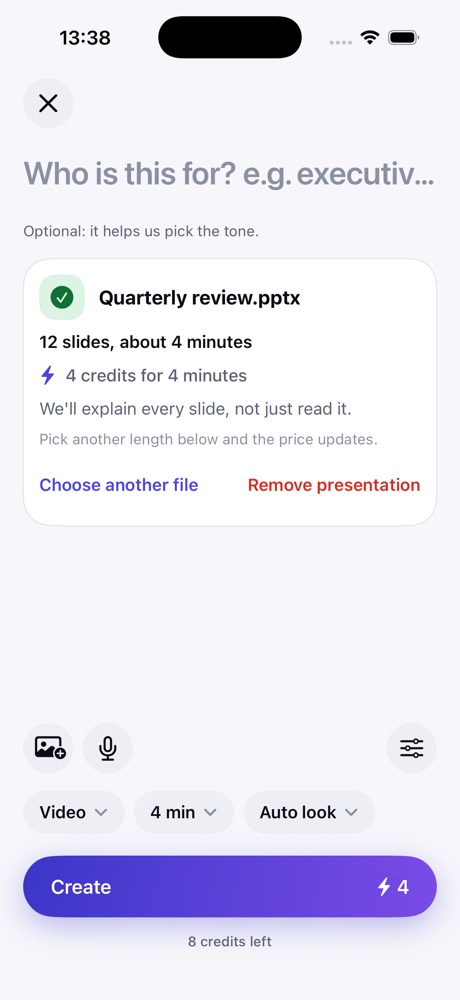 13:38
Who is this for? e.g. executiv...
Optional: it helps us pick the tone.
Quarterly review.pptx
12 slides, about 4 minutes
4 credits for 4 minutes
We'll explain every slide, not just read it.
Pick another length below and the price updates.
Choose another file
Remove presentation
Video
4 min
Auto look
Create
4
8 credits left